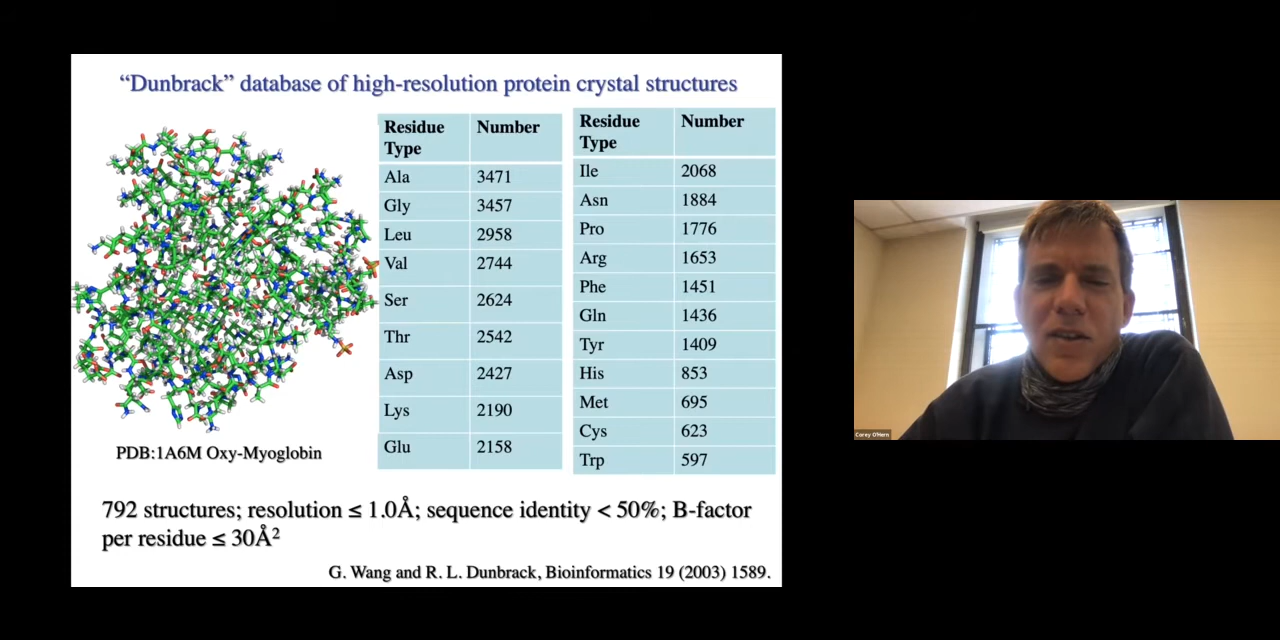 “Dunbrack” database of high-resolution protein crystal structures
Residue Type Number
Ala 3471
Gly 3457
Leu 2958
Val 2744
Ser 2624
Thr 2542
Asp 2427
Lys 2190
Glu 2158
Residue Type Number
Ile 2068
Asn 1884
Pro 1776
Arg 1653
Phe 1451
Gln 1436
Tyr 1409
His 853
Met 695
Cys 623
Trp 597
PDB:1A6M Oxy-Myoglobin
792 structures; resolution ≤ 1.0Å; sequence identity < 50%; B-factor
per residue ≤ 30Å²
G. Wang and R. L. Dunbrack, Bioinformatics 19 (2003) 1589.
Corey O'Hern